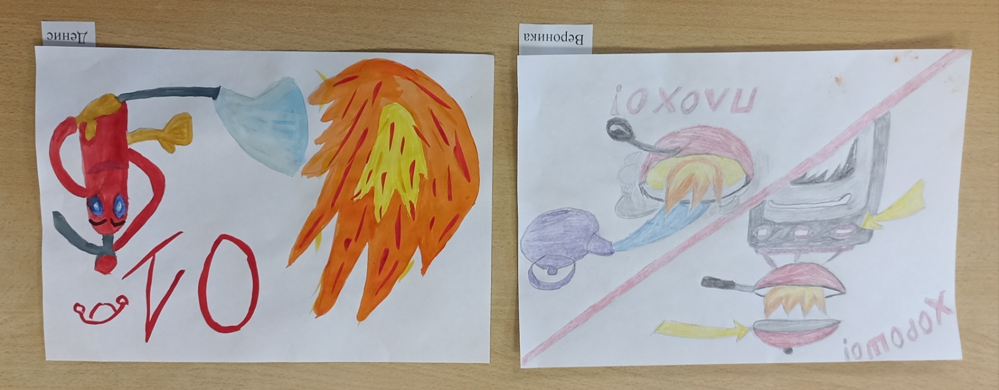 Хорошо!
плохо!
Вероника
01
Денис